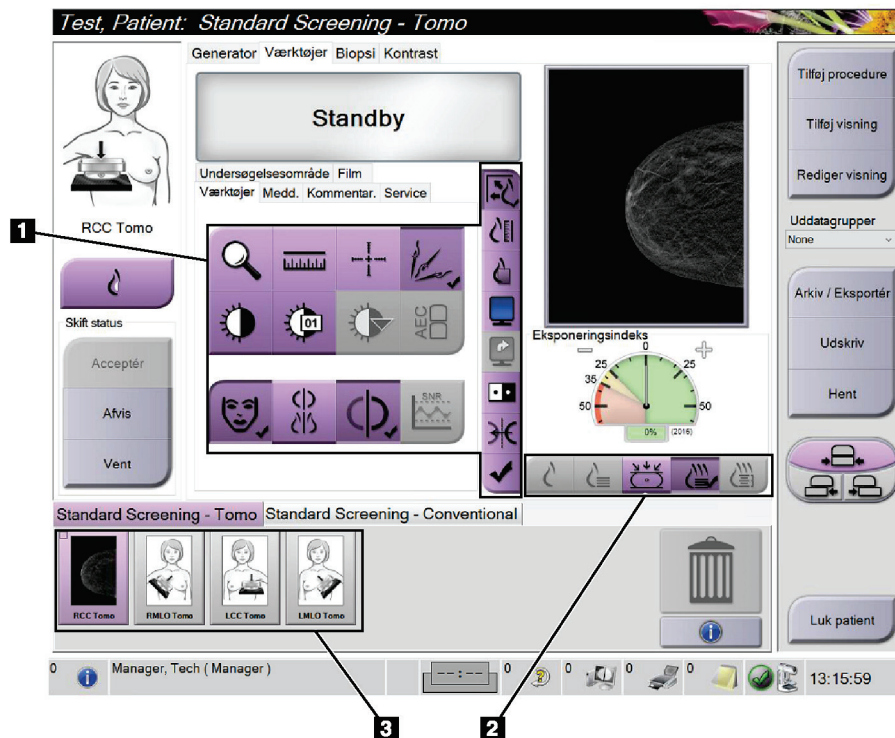 Test, Patient: Standard Screening - Tomo
Generator Værktøjer Biopsi Kontrast
Standby
Undersøgelsesområde Film
Værktøjer Medd. Kommentar. Service
RCC Tomo
Skift status
Acceptér
Afvis
Vent
01
AEC
SNR
Eksponeringsindeks
0
25 25
35
50 50
0% (2016)
Tilføj procedure
Tilføj visning
Rediger visning
Uddatagrupper
None
Arkiv / Eksportér
Udskriv
Hent
Luk patient
Standard Screening - Tomo Standard Screening - Conventional
RCC Tomo RMLO Tomo LCC Tomo LMLO Tomo
0 Manager, Tech ( Manager ) --:-- 0 0 0 0 13:15:59
1
2
3